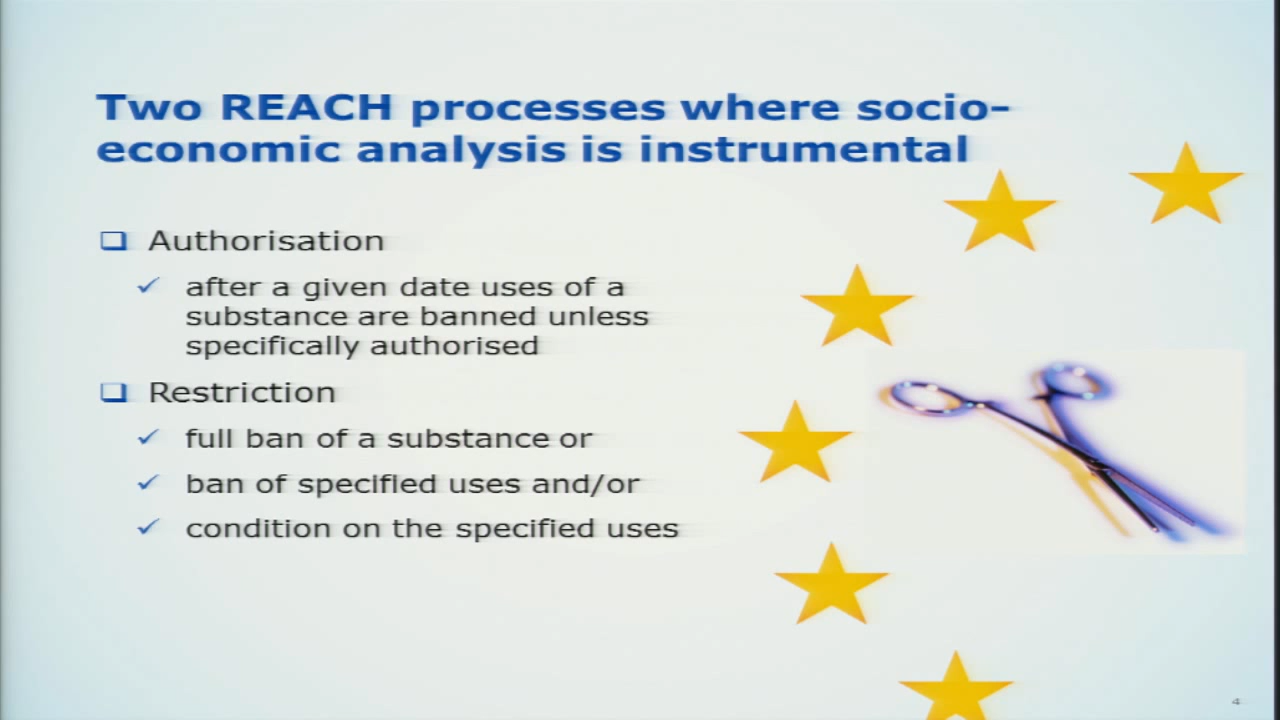 Two REACH processes where socio-
economic analysis is instrumental
Authorisation
after a given date uses of a
substance are banned unless
specifically authorised
Restriction
full ban of a substance or
ban of specified uses and/or
condition on the specified uses
4